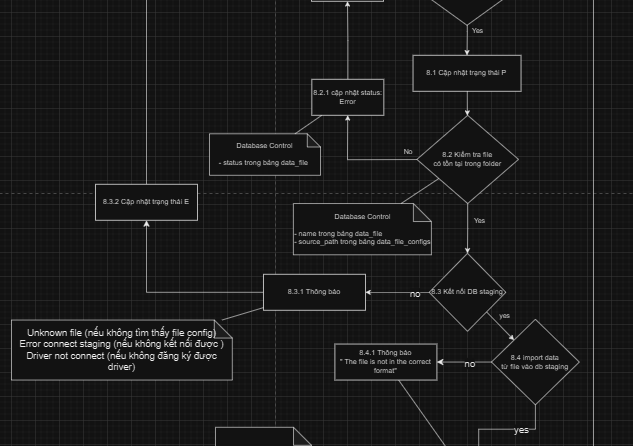 Yes
8.1 Cập nhật trạng thái P
8.2.1 cập nhật status:
Error
Database Control
- status trong bảng data_file
No
8.2 Kiểm tra file
có tồn tại trong folder
8.3.2 Cập nhật trạng thái E
Database Control
- name trong bảng data_file
- source_path trong bảng data_file_configs
Yes
8.3.1 Thông báo
no
8.3 Kết nối DB staging
yes
Unknown file (nếu không tìm thấy file config)
Error connect staging (nếu không kết nối được )
Driver not connect (nếu không đăng ký được
driver)
8.4.1 Thông báo
" The file is not in the correct
format"
no
8.4 Import data
từ file vào db staging
yes